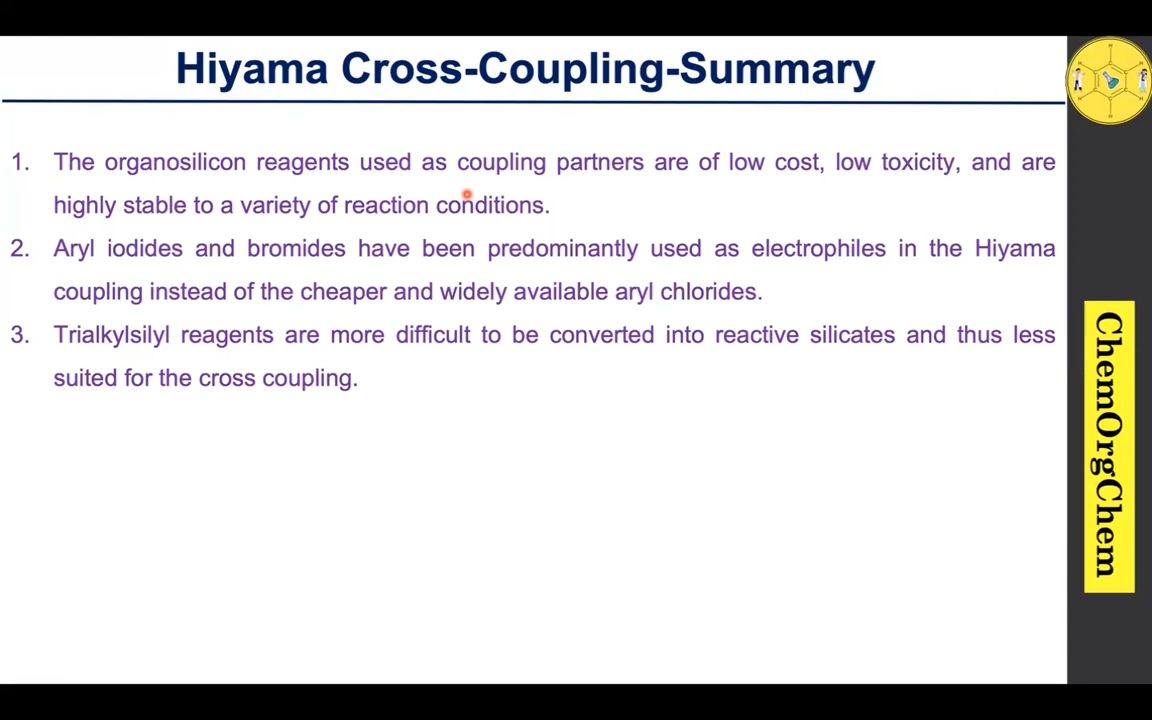 Hiyama Cross-Coupling-Summary
1. The organosilicon reagents used as coupling partners are of low cost, low toxicity, and are
highly stable to a variety of reaction conditions.
2. Aryl iodides and bromides have been predominantly used as electrophiles in the Hiyama
coupling instead of the cheaper and widely available aryl chlorides.
3. Trialkylsilyl reagents are more difficult to be converted into reactive silicates and thus less
suited for the cross coupling.
ChemOrgChem